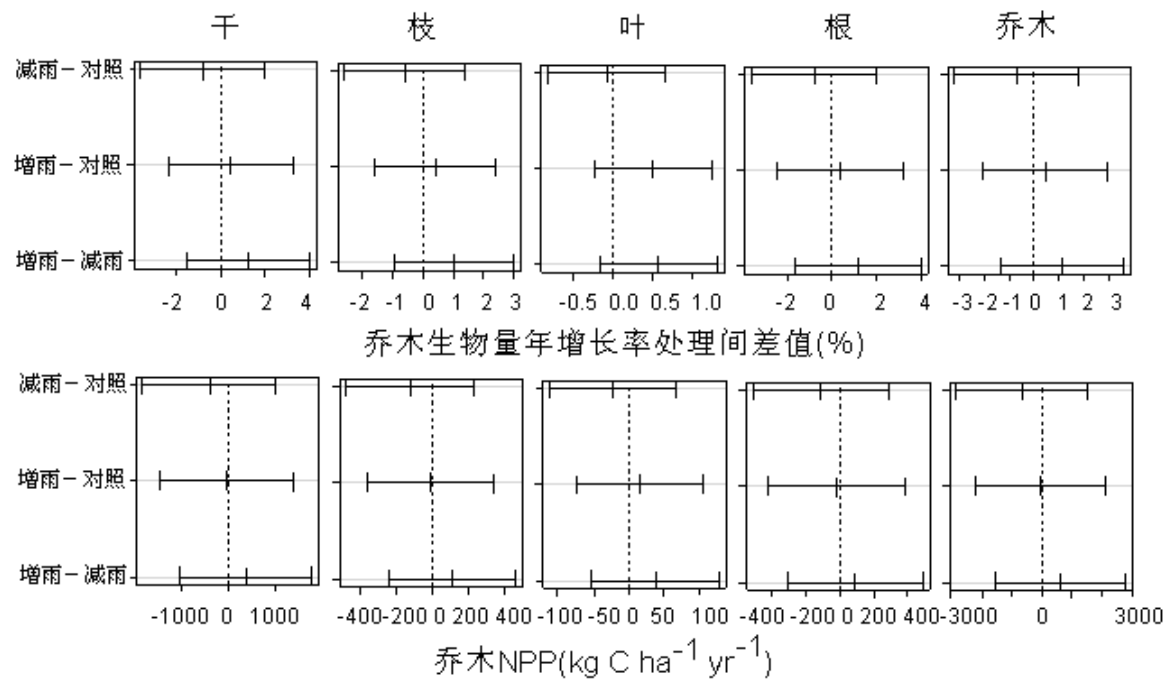 干 枝 叶 根 乔木
减雨－对照
增雨－对照
增雨－减雨
-2 0 2 4 -2 -1 0 1 2 3 -0.5 0.0 0.5 1.0 -2 0 2 4 -3 -2 -1 0 1 3
乔木生物量年增长率处理间差值(%)
减雨－对照
增雨－对照
增雨－减雨
-1000 0 1000 -400 -200 0 200 400 -100 -50 0 50 100 -400 -200 0 200 400 -3000 0 3000
乔木NPP(kg C ha⁻¹ yr⁻¹)